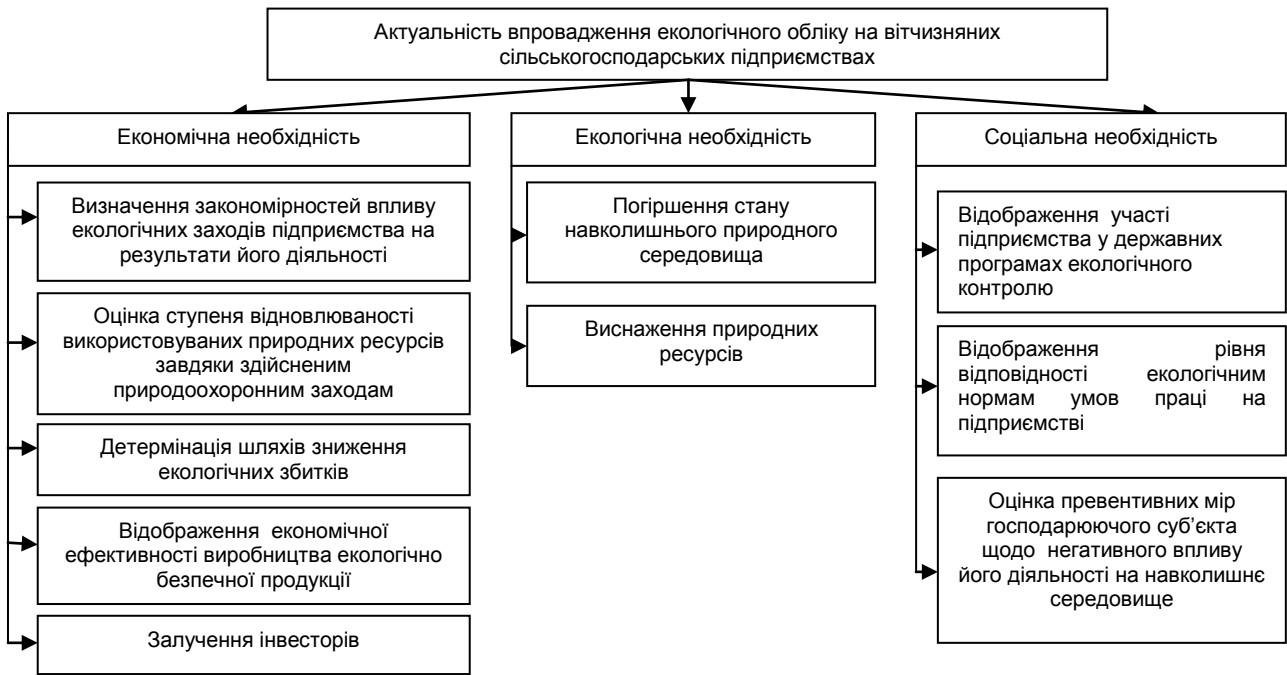 Актуальність впровадження екологічного обліку на вітчизняних
сільськогосподарських підприємствах
Економічна необхідність
Визначення закономірностей впливу
екологічних заходів підприємства на
результати його діяльності
Оцінка ступеня відновлюваності
використовуваних природних ресурсів
завдяки здійсненим
природоохоронним заходам
Детермінація шляхів зниження
екологічних збитків
Відображення економічної
ефективності виробництва екологічно
безпечної продукції
Залучення інвесторів
Екологічна необхідність
Погіршення стану
навколишнього природного
середовища
Виснаження природних
ресурсів
Соціальна необхідність
Відображення участі
підприємства у державних
програмах екологічного
контролю
Відображення рівня
відповідності екологічним
нормам умов праці на
підприємстві
Оцінка превентивних мір
господарюючого суб’єкта
щодо негативного впливу
його діяльності на навколишнє
середовище